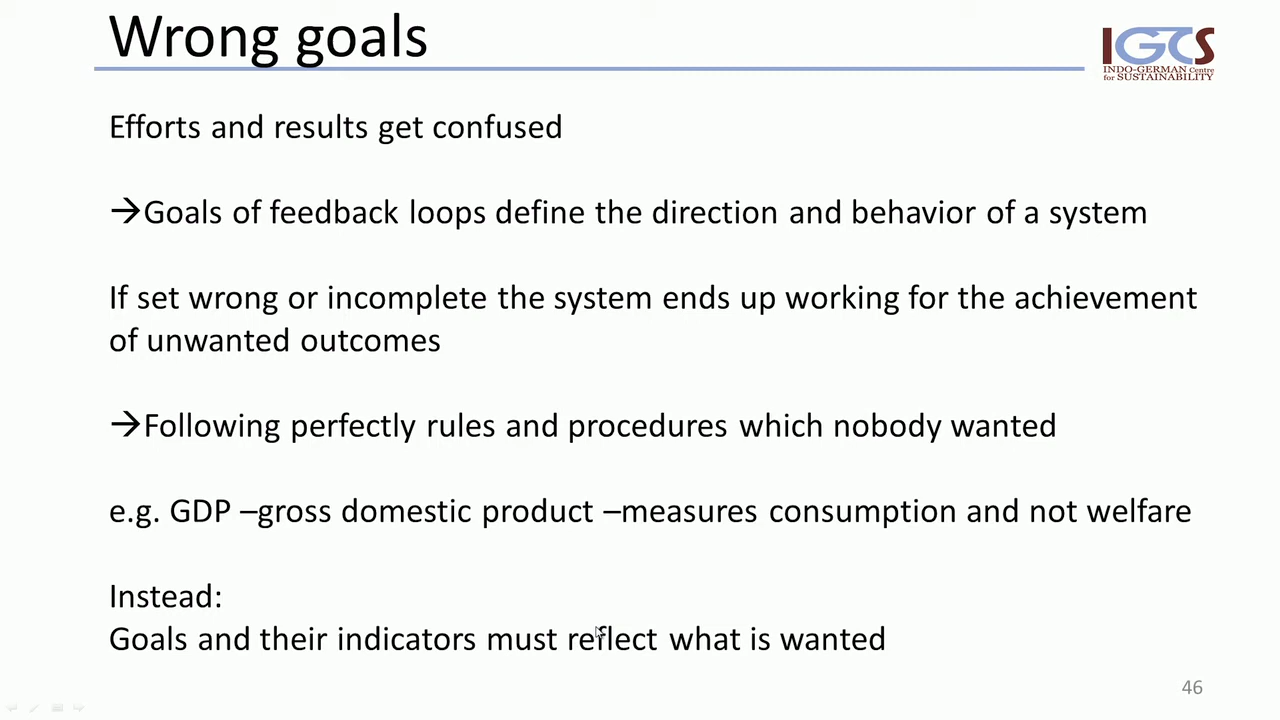 Wrong goals
IGCS
INDO-GERMAN Centre
for SUSTAINABILITY
Efforts and results get confused
→Goals of feedback loops define the direction and behavior of a system
If set wrong or incomplete the system ends up working for the achievement
of unwanted outcomes
→Following perfectly rules and procedures which nobody wanted
e.g. GDP –gross domestic product –measures consumption and not welfare
Instead:
Goals and their indicators must reflect what is wanted
46